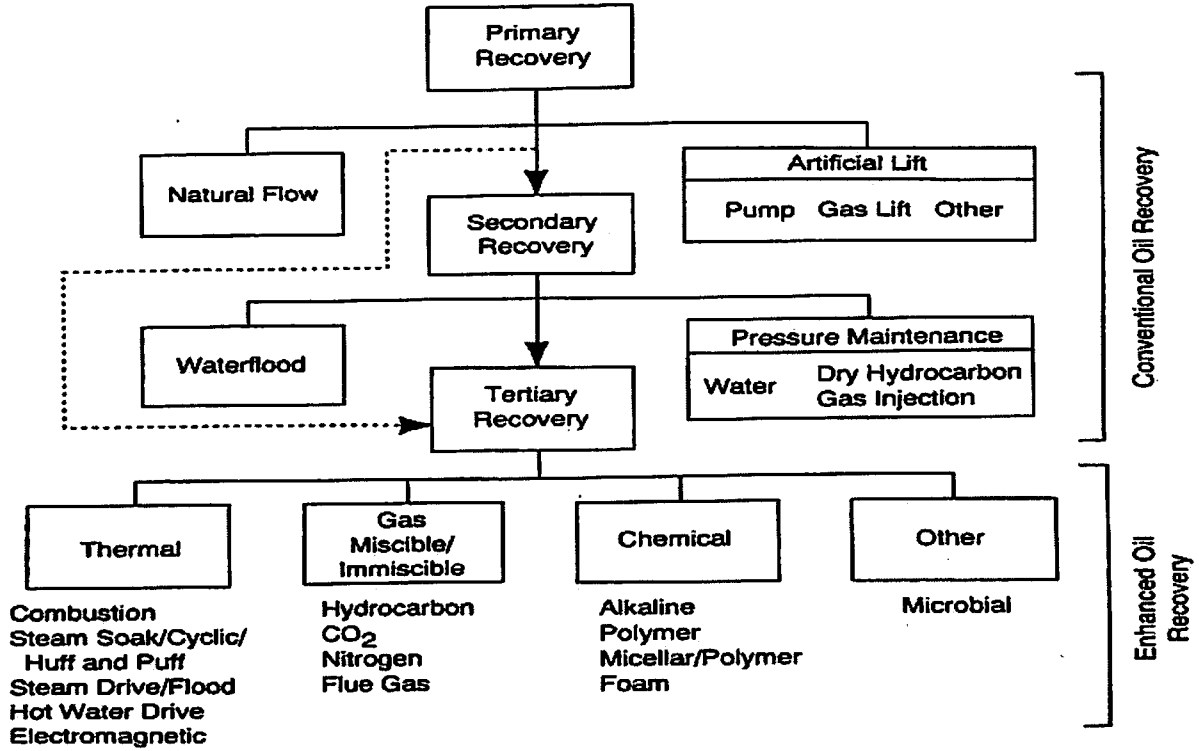 Primary
Recovery
Natural Flow
Artificial Lift
Pump Gas Lift Other
Secondary
Recovery
Waterflood
Pressure Maintenance
Water
Dry Hydrocarbon
Gas Injection
Tertiary
Recovery
Conventional Oil Recovery
Thermal
Combustion
Steam Soak/Cyclic/
Huff and Puff
Steam Drive/Flood
Hot Water Drive
Electromagnetic
Gas
Miscible/
Immiscible
Hydrocarbon
CO2
Nitrogen
Flue Gas
Chemical
Alkaline
Polymer
Micellar/Polymer
Foam
Other
Microbial
Enhanced Oil
Recovery